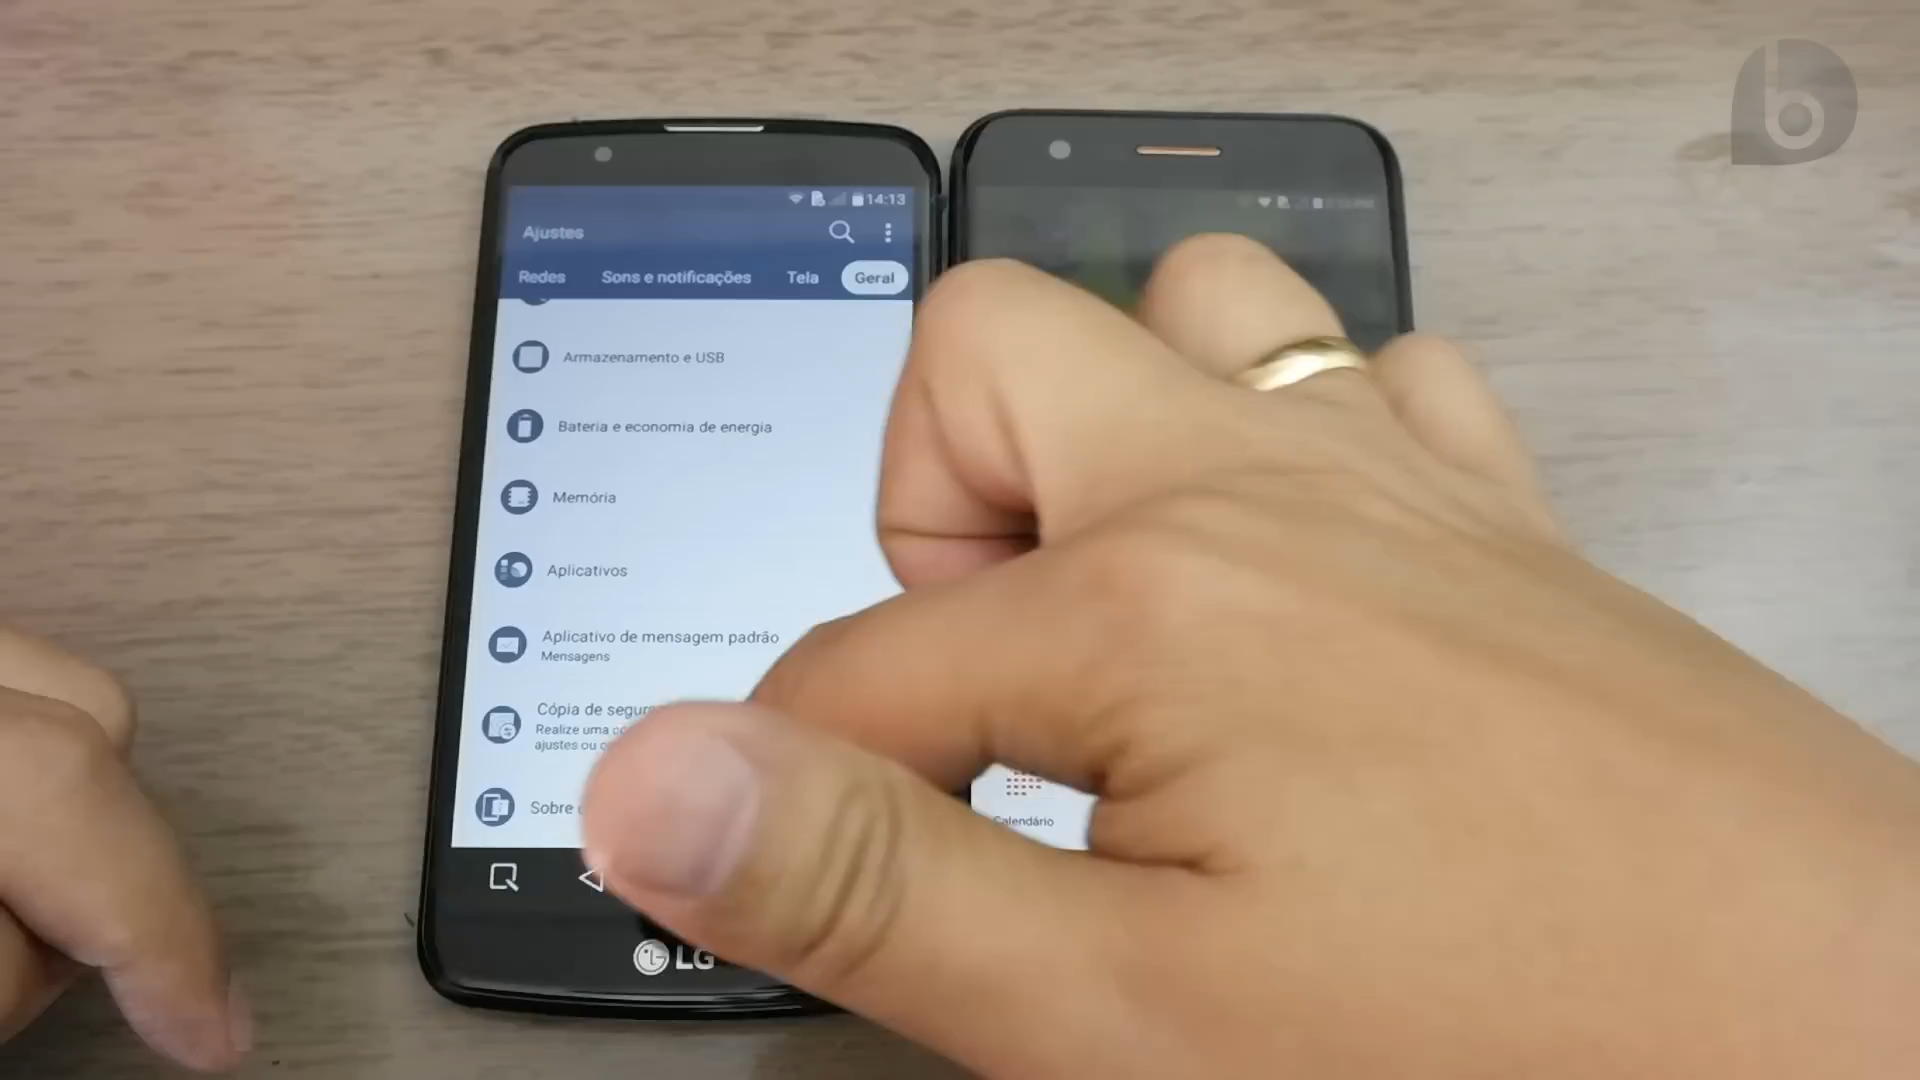 14:13
Ajustes
Redes Sons e notificações Tela Geral
Armazenamento e USB
Bateria e economia de energia
Memória
Aplicativos
Aplicativo de mensagem padrão
Mensagens
Cópia de
Realize uma
ajustes ou
Sobre
LG
Calendário
b